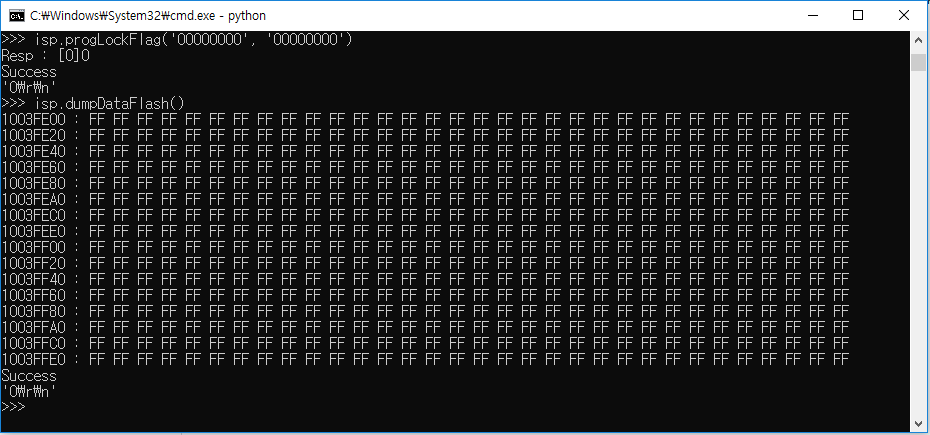 C:₩Windows₩System32₩cmd.exe - python
>>> isp.progLockFlag('00000000', '00000000')
Resp : [0]0
Success
'0₩r₩n'
>>> isp.dumpDataFlash()
1003FE00 : FF FF FF FF FF FF FF FF FF FF FF FF FF FF FF FF FF FF FF FF FF FF FF FF FF FF FF FF FF FF FF FF
1003FE20 : FF FF FF FF FF FF FF FF FF FF FF FF FF FF FF FF FF FF FF FF FF FF FF FF FF FF FF FF FF FF FF FF
1003FE40 : FF FF FF FF FF FF FF FF FF FF FF FF FF FF FF FF FF FF FF FF FF FF FF FF FF FF FF FF FF FF FF FF
1003FE60 : FF FF FF FF FF FF FF FF FF FF FF FF FF FF FF FF FF FF FF FF FF FF FF FF FF FF FF FF FF FF FF FF
1003FE80 : FF FF FF FF FF FF FF FF FF FF FF FF FF FF FF FF FF FF FF FF FF FF FF FF FF FF FF FF FF FF FF FF
1003FEA0 : FF FF FF FF FF FF FF FF FF FF FF FF FF FF FF FF FF FF FF FF FF FF FF FF FF FF FF FF FF FF FF FF
1003FEC0 : FF FF FF FF FF FF FF FF FF FF FF FF FF FF FF FF FF FF FF FF FF FF FF FF FF FF FF FF FF FF FF FF
1003FEE0 : FF FF FF FF FF FF FF FF FF FF FF FF FF FF FF FF FF FF FF FF FF FF FF FF FF FF FF FF FF FF FF FF
1003FF00 : FF FF FF FF FF FF FF FF FF FF FF FF FF FF FF FF FF FF FF FF FF FF FF FF FF FF FF FF FF FF FF FF
1003FF20 : FF FF FF FF FF FF FF FF FF FF FF FF FF FF FF FF FF FF FF FF FF FF FF FF FF FF FF FF FF FF FF FF
1003FF40 : FF FF FF FF FF FF FF FF FF FF FF FF FF FF FF FF FF FF FF FF FF FF FF FF FF FF FF FF FF FF FF FF
1003FF60 : FF FF FF FF FF FF FF FF FF FF FF FF FF FF FF FF FF FF FF FF FF FF FF FF FF FF FF FF FF FF FF FF
1003FF80 : FF FF FF FF FF FF FF FF FF FF FF FF FF FF FF FF FF FF FF FF FF FF FF FF FF FF FF FF FF FF FF FF
1003FFA0 : FF FF FF FF FF FF FF FF FF FF FF FF FF FF FF FF FF FF FF FF FF FF FF FF FF FF FF FF FF FF FF FF
1003FFC0 : FF FF FF FF FF FF FF FF FF FF FF FF FF FF FF FF FF FF FF FF FF FF FF FF FF FF FF FF FF FF FF FF
1003FFE0 : FF FF FF FF FF FF FF FF FF FF FF FF FF FF FF FF FF FF FF FF FF FF FF FF FF FF FF FF FF FF FF FF
Success
'0₩r₩n'
>>>